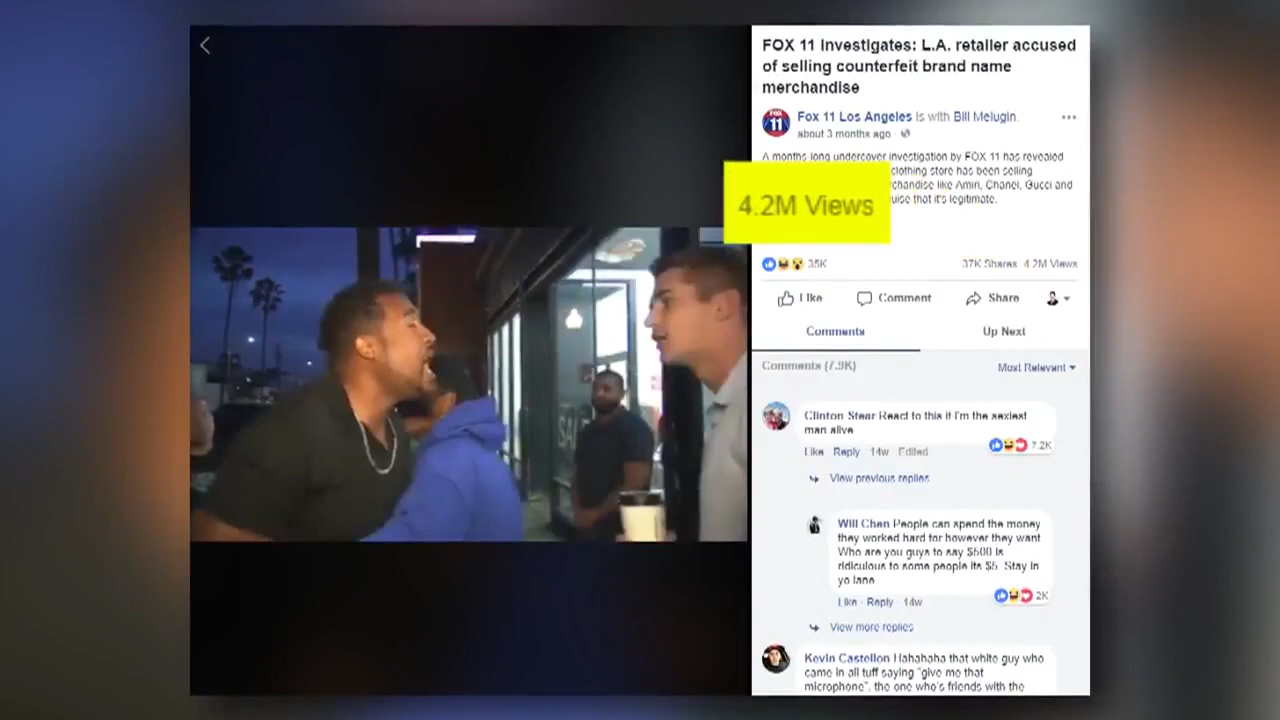 FOX 11 Investigates: L.A. retailer accused
of selling counterfeit brand name
merchandise
FOX
11
Fox 11 Los Angeles is with Bill Melugin.
about 3 months ago
A months long undercover investigation by FOX 11 has revealed
clothing store has been selling
chandise like Amiri, Chanel, Gucci and
uise that it's legitimate.
4.2M Views
35K
37K Shares 4.2M Views
Like
Comment
Share
Comments
Up Next
Comments (7.9K)
Most Relevant
Clinton Stear React to this if I'm the sexiest
man alive
7.2K
Like Reply 14w Edited
View previous replies
Will Chen People can spend the money
they worked hard for however they want
Who are you guys to say $500 is
ridiculous to some people its $5. Stay in
yo lane
2K
Like · Reply · 14w
View more replies
Kevin Castellon Hahahaha that white guy who
came in all tuff saying "give me that
microphone", the one who's friends with the
SALE